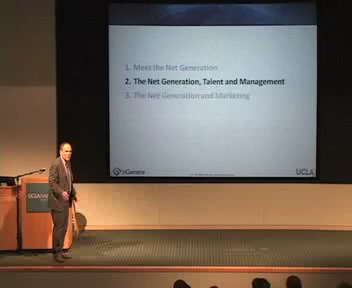 1. Meet the Net Generation
2. The Net Generation, Talent and Management
3. The Net Generation and Marketing
nGenera
UCLA
UCLA